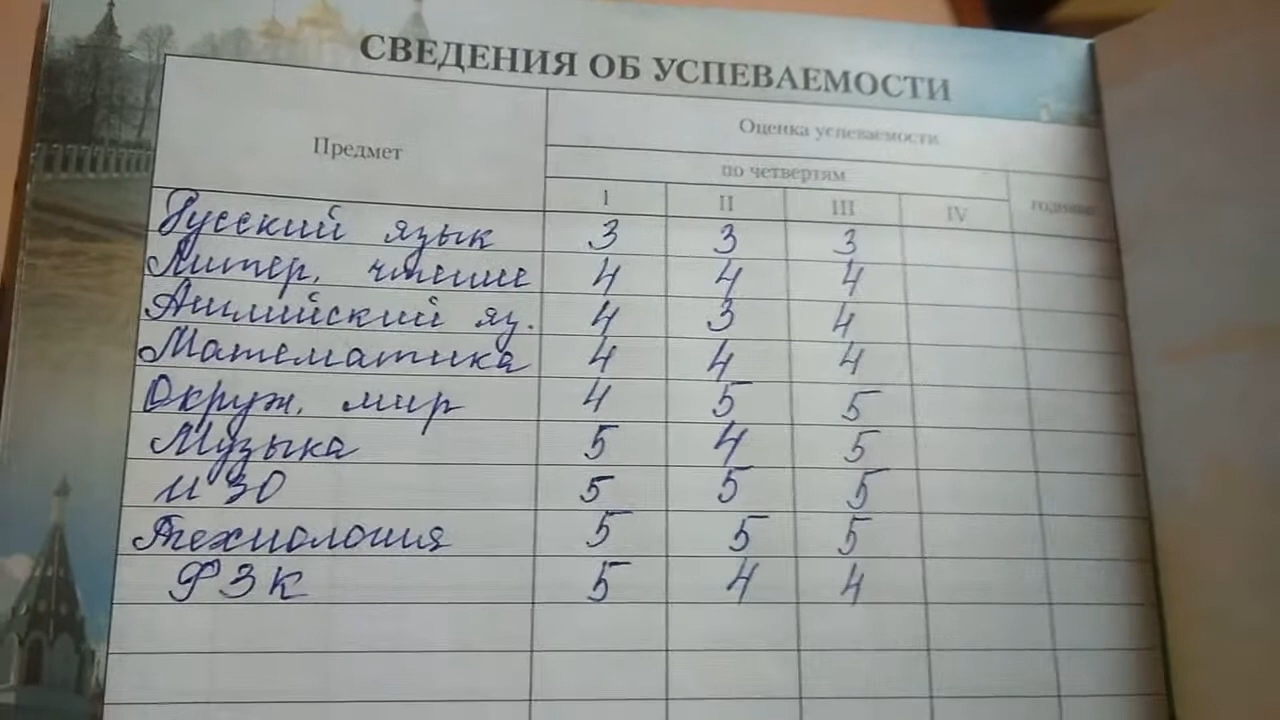 СВЕДЕНИЯ ОБ УСПЕВАЕМОСТИ
Предмет
Оценка успеваемости
по четвертям
годовая
I II III IV
Русский язык 3 3 3
Литер. чтение 4 4 4
Английский яз. 4 3 4
Математика 4 4 4
Окруж. мир 4 5 5
Музыка 5 4 5
ИЗО 5 5 5
Технология 5 5 5
ФЗК 5 4 4